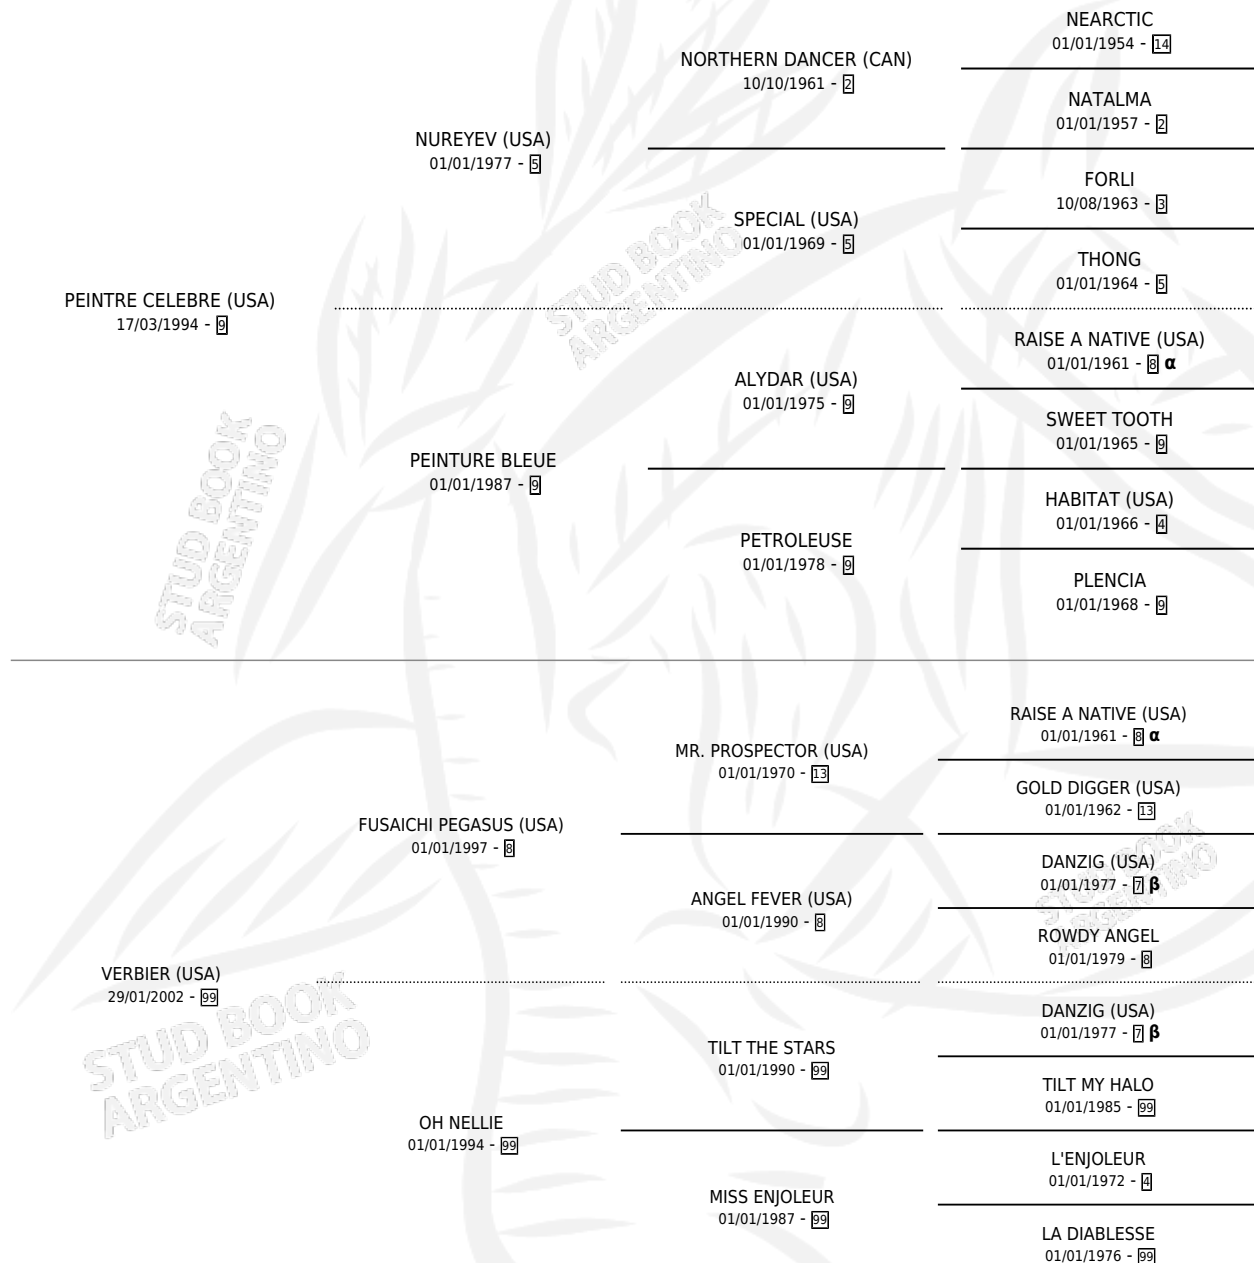 NEARCTIC
01/01/1954 - 14
NORTHERN DANCER (CAN)
10/10/1961 - 2
NATALMA
01/01/1957 - 2
NUREYEV (USA)
01/01/1977 - 5
FORLI
10/08/1963 - 3
SPECIAL (USA)
01/01/1969 - 5
THONG
01/01/1964 - 5
PEINTRE CELEBRE (USA)
17/03/1994 - 9
RAISE A NATIVE (USA)
01/01/1961 - 8 α
ALYDAR (USA)
01/01/1975 - 9
SWEET TOOTH
01/01/1965 - 9
PEINTURE BLEUE
01/01/1987 - 9
HABITAT (USA)
01/01/1966 - 4
PETROLEUSE
01/01/1978 - 9
PLENCIA
01/01/1968 - 9
RAISE A NATIVE (USA)
01/01/1961 - 8 α
MR. PROSPECTOR (USA)
01/01/1970 - 13
GOLD DIGGER (USA)
01/01/1962 - 13
FUSAICHI PEGASUS (USA)
01/01/1997 - 8
DANZIG (USA)
01/01/1977 - 7 β
ANGEL FEVER (USA)
01/01/1990 - 8
ROWDY ANGEL
01/01/1979 - 8
VERBIER (USA)
29/01/2002 - 99
DANZIG (USA)
01/01/1977 - 7 β
TILT THE STARS
01/01/1990 - 99
TILT MY HALO
01/01/1985 - 99
OH NELLIE
01/01/1994 - 99
L'ENJOLEUR
01/01/1972 - 4
MISS ENJOLEUR
01/01/1987 - 99
LA DIABLESSE
01/01/1976 - 99
STUD BOOK
ARGENTINO
STUD BOOK
ARGENTINO
STUD BOOK
ARGENTINO
STUD BOOK
ARGENTINO